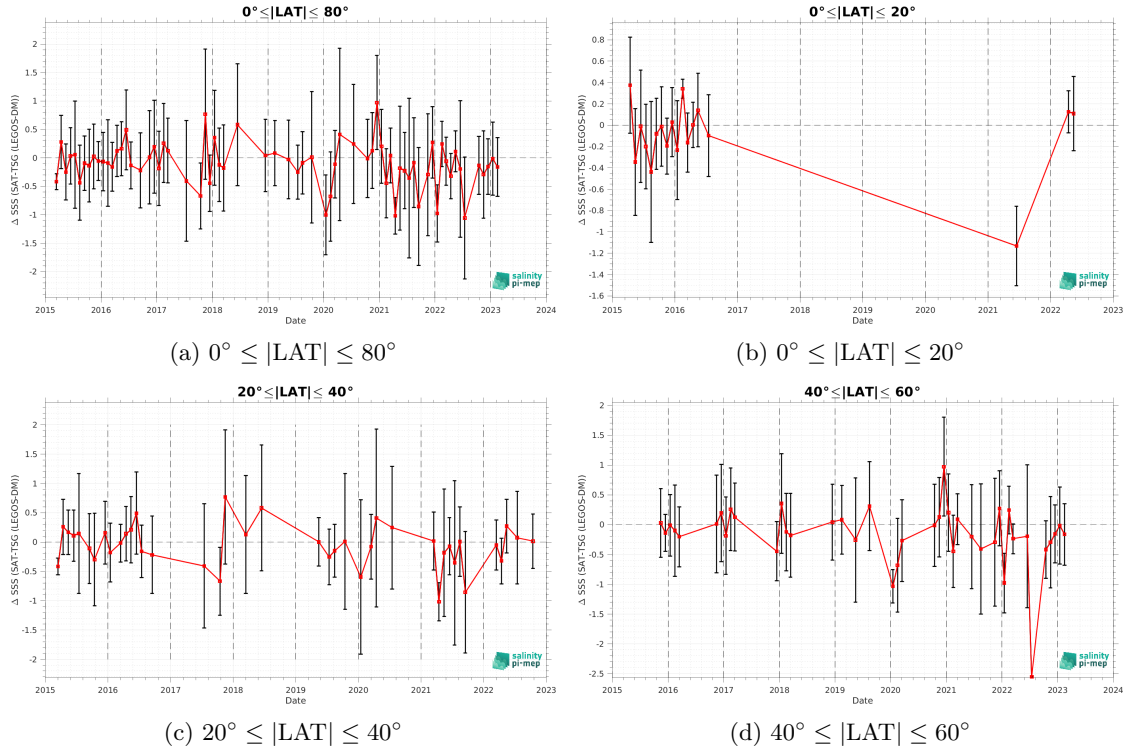 0°≤|LAT|≤ 80°
Δ SSS (SAT-TSG (LEGOS-DM))
2
1.5
1
0.5
0
-0.5
-1
-1.5
-2
2015 2016 2017 2018 2019 2020 2021 2022 2023 2024
Date
salinity
pi-mep
(a) 0° ≤ |LAT| ≤ 80°
0°≤|LAT|≤ 20°
Δ SSS (SAT-TSG (LEGOS-DM))
0.8
0.6
0.4
0.2
0
-0.2
-0.4
-0.6
-0.8
-1
-1.2
-1.4
-1.6
2015 2016 2017 2018 2019 2020 2021 2022 2023
Date
salinity
pi-mep
(b) 0° ≤ |LAT| ≤ 20°
20°≤|LAT|≤ 40°
Δ SSS (SAT-TSG (LEGOS-DM))
2
1.5
1
0.5
0
-0.5
-1
-1.5
-2
2015 2016 2017 2018 2019 2020 2021 2022 2023
Date
salinity
pi-mep
(c) 20° ≤ |LAT| ≤ 40°
40°≤|LAT|≤ 60°
Δ SSS (SAT-TSG (LEGOS-DM))
2
1.5
1
0.5
0
-0.5
-1
-1.5
-2
-2.5
2015 2016 2017 2018 2019 2020 2021 2022 2023 2024
Date
salinity
pi-mep
(d) 40° ≤ |LAT| ≤ 60°